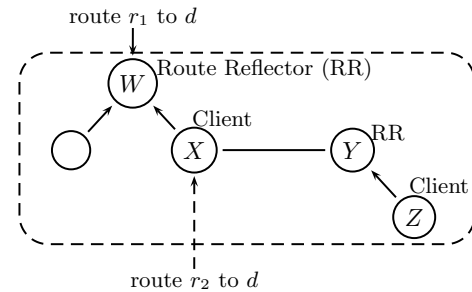 route r₁ to d
W
Route Reflector (RR)
Client
X
Y
RR
Client
Z
route r₂ to d